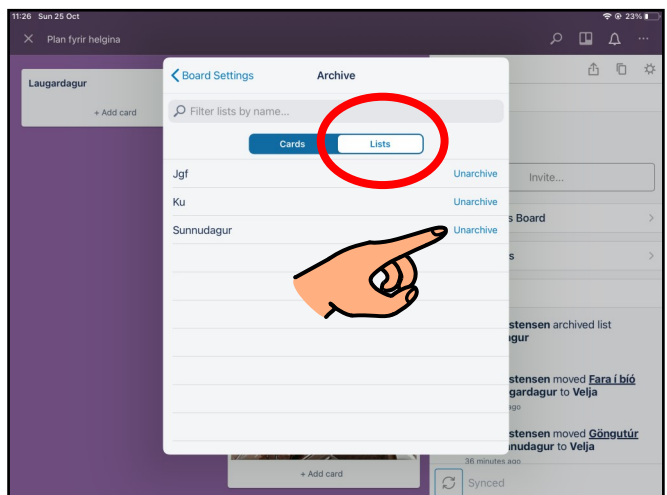 11:26 Sun 25 Oct
23%
Plan fyrir helgina
Laugardagur
+ Add card
Board Settings
Archive
Filter lists by name...
Cards
Lists
Jgf
Unarchive
Ku
Unarchive
Sunnudagur
Unarchive
Invite...
s Board
s
stensen archived list
agur
stensen moved Fara í bíó
gardagur to Velja
ago
stensen moved Göngutúr
nnudagur to Velja
36 minutes ago
+ Add card
Synced